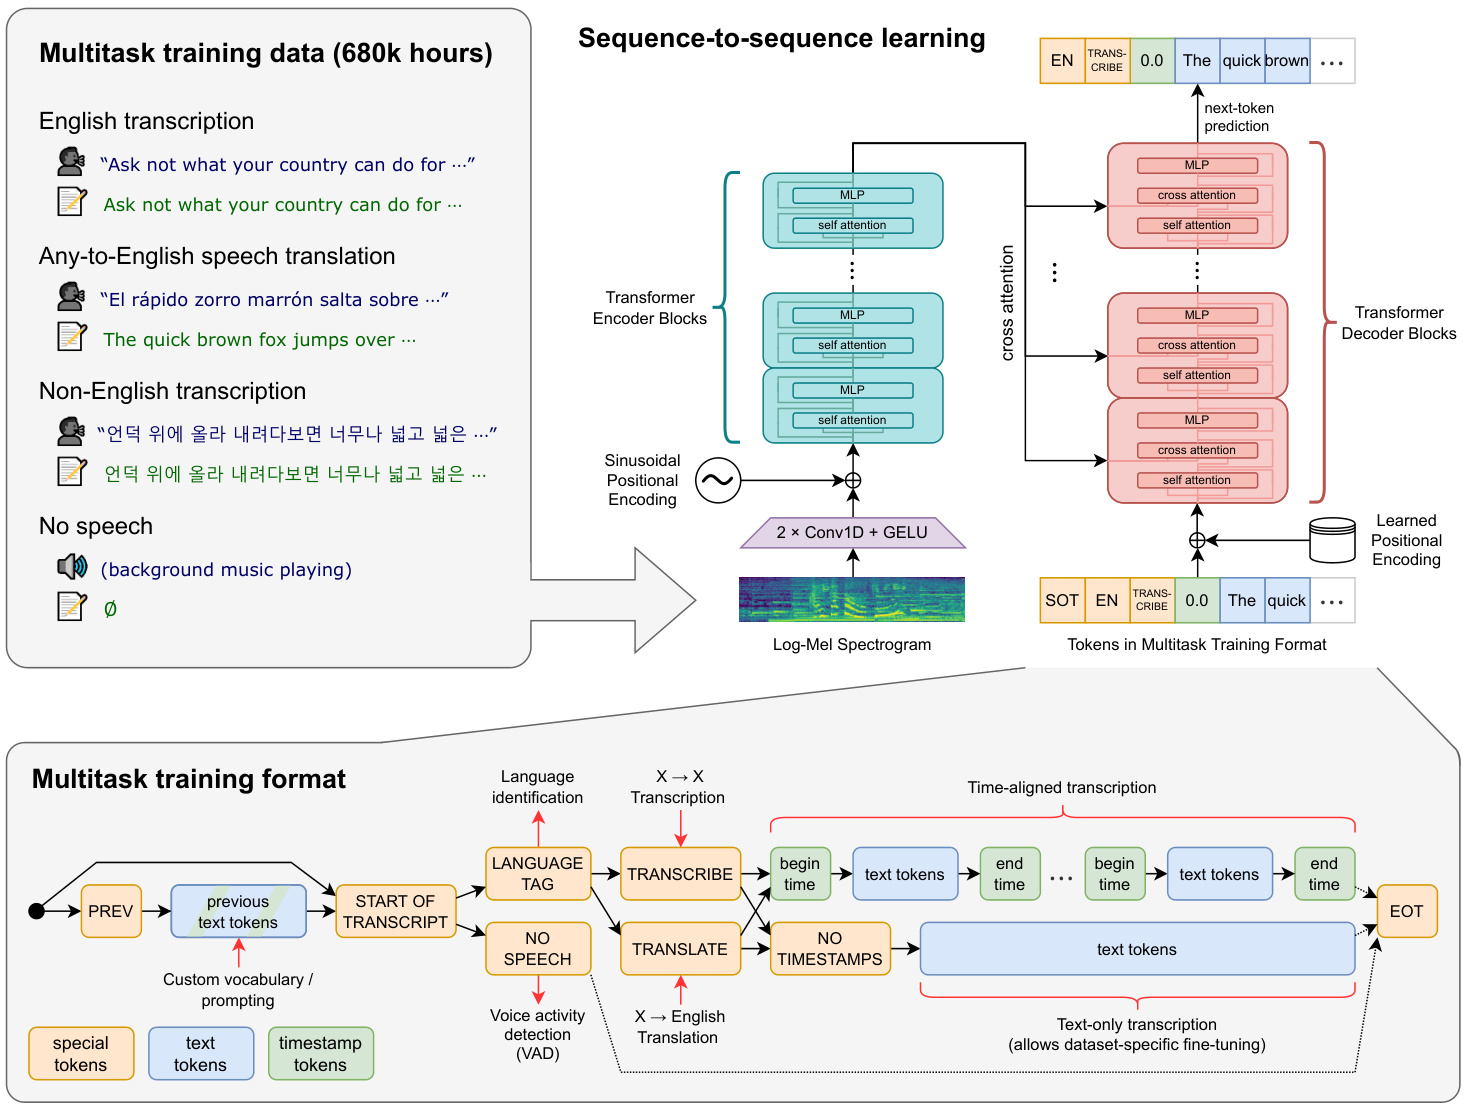 Multitask training data (680k hours)
English transcription
“Ask not what your country can do for ⋯”
Ask not what your country can do for ⋯
Any-to-English speech translation
“El rápido zorro marrón salta sobre ⋯”
The quick brown fox jumps over ⋯
Non-English transcription
“언덕 위에 올라 내려다보면 너무나 넓고 넓은 ⋯”
언덕 위에 올라 내려다보면 너무나 넓고 넓은 ⋯
No speech
(background music playing)
∅
Sequence-to-sequence learning
EN
TRANS-
CRIBE
0.0
The
quick
brown
⋯
next-token
prediction
MLP
self attention
⋮
MLP
self attention
MLP
self attention
Transformer
Encoder Blocks
Sinusoidal
Positional
Encoding
2 × Conv1D + GELU
Log-Mel Spectrogram
cross attention
⋮
MLP
cross attention
self attention
⋮
MLP
cross attention
self attention
MLP
cross attention
self attention
Transformer
Decoder Blocks
Learned
Positional
Encoding
SOT
EN
TRANS-
CRIBE
0.0
The
quick
⋯
Tokens in Multitask Training Format
Multitask training format
PREV
previous
text tokens
Custom vocabulary /
prompting
START OF
TRANSCRIPT
Language
identification
LANGUAGE
TAG
NO
SPEECH
Voice activity
detection
(VAD)
X → X
Transcription
TRANSCRIBE
TRANSLATE
X → English
Translation
Time-aligned transcription
begin
time
text tokens
end
time
⋯
begin
time
text tokens
end
time
NO
TIMESTAMPS
text tokens
EOT
Text-only transcription
(allows dataset-specific fine-tuning)
special
tokens
text
tokens
timestamp
tokens